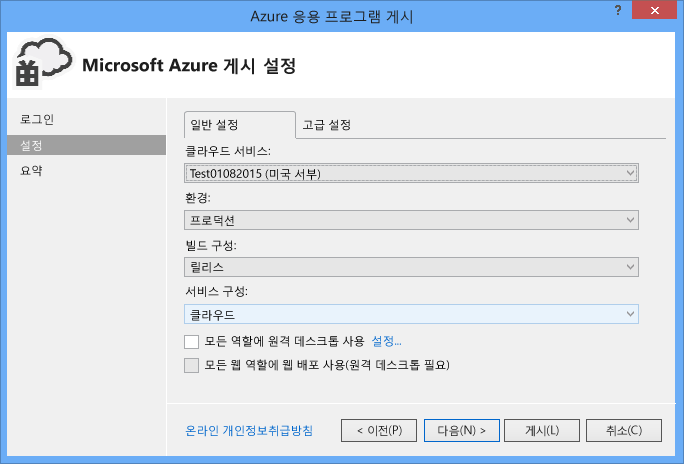 Azure 응용 프로그램 게시
?
Microsoft Azure 게시 설정
로그인
설정
요약
일반 설정
고급 설정
클라우드 서비스:
Test01082015 (미국 서부)
환경:
프로덕션
빌드 구성:
릴리스
서비스 구성:
클라우드
모든 역할에 원격 데스크톱 사용 설정...
모든 웹 역할에 웹 배포 사용(원격 데스크톱 필요)
온라인 개인정보취급방침
< 이전(P)
다음(N) >
게시(L)
취소(C)